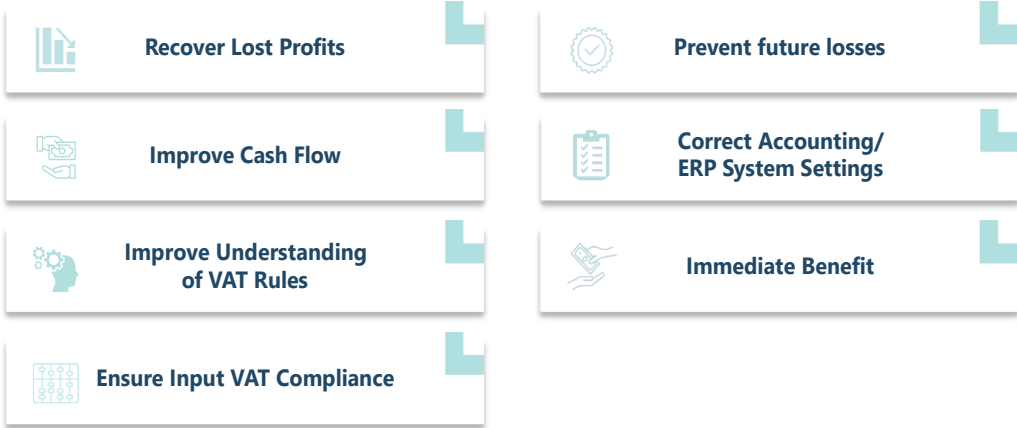 Recover Lost Profits
Prevent future losses
Improve Cash Flow
Correct Accounting/
ERP System Settings
Improve Understanding
of VAT Rules
Immediate Benefit
Ensure Input VAT Compliance